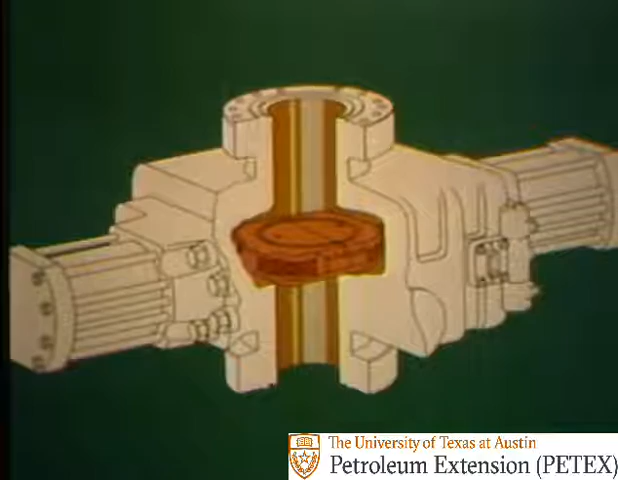 The University of Texas at Austin
Petroleum Extension (PETEX)